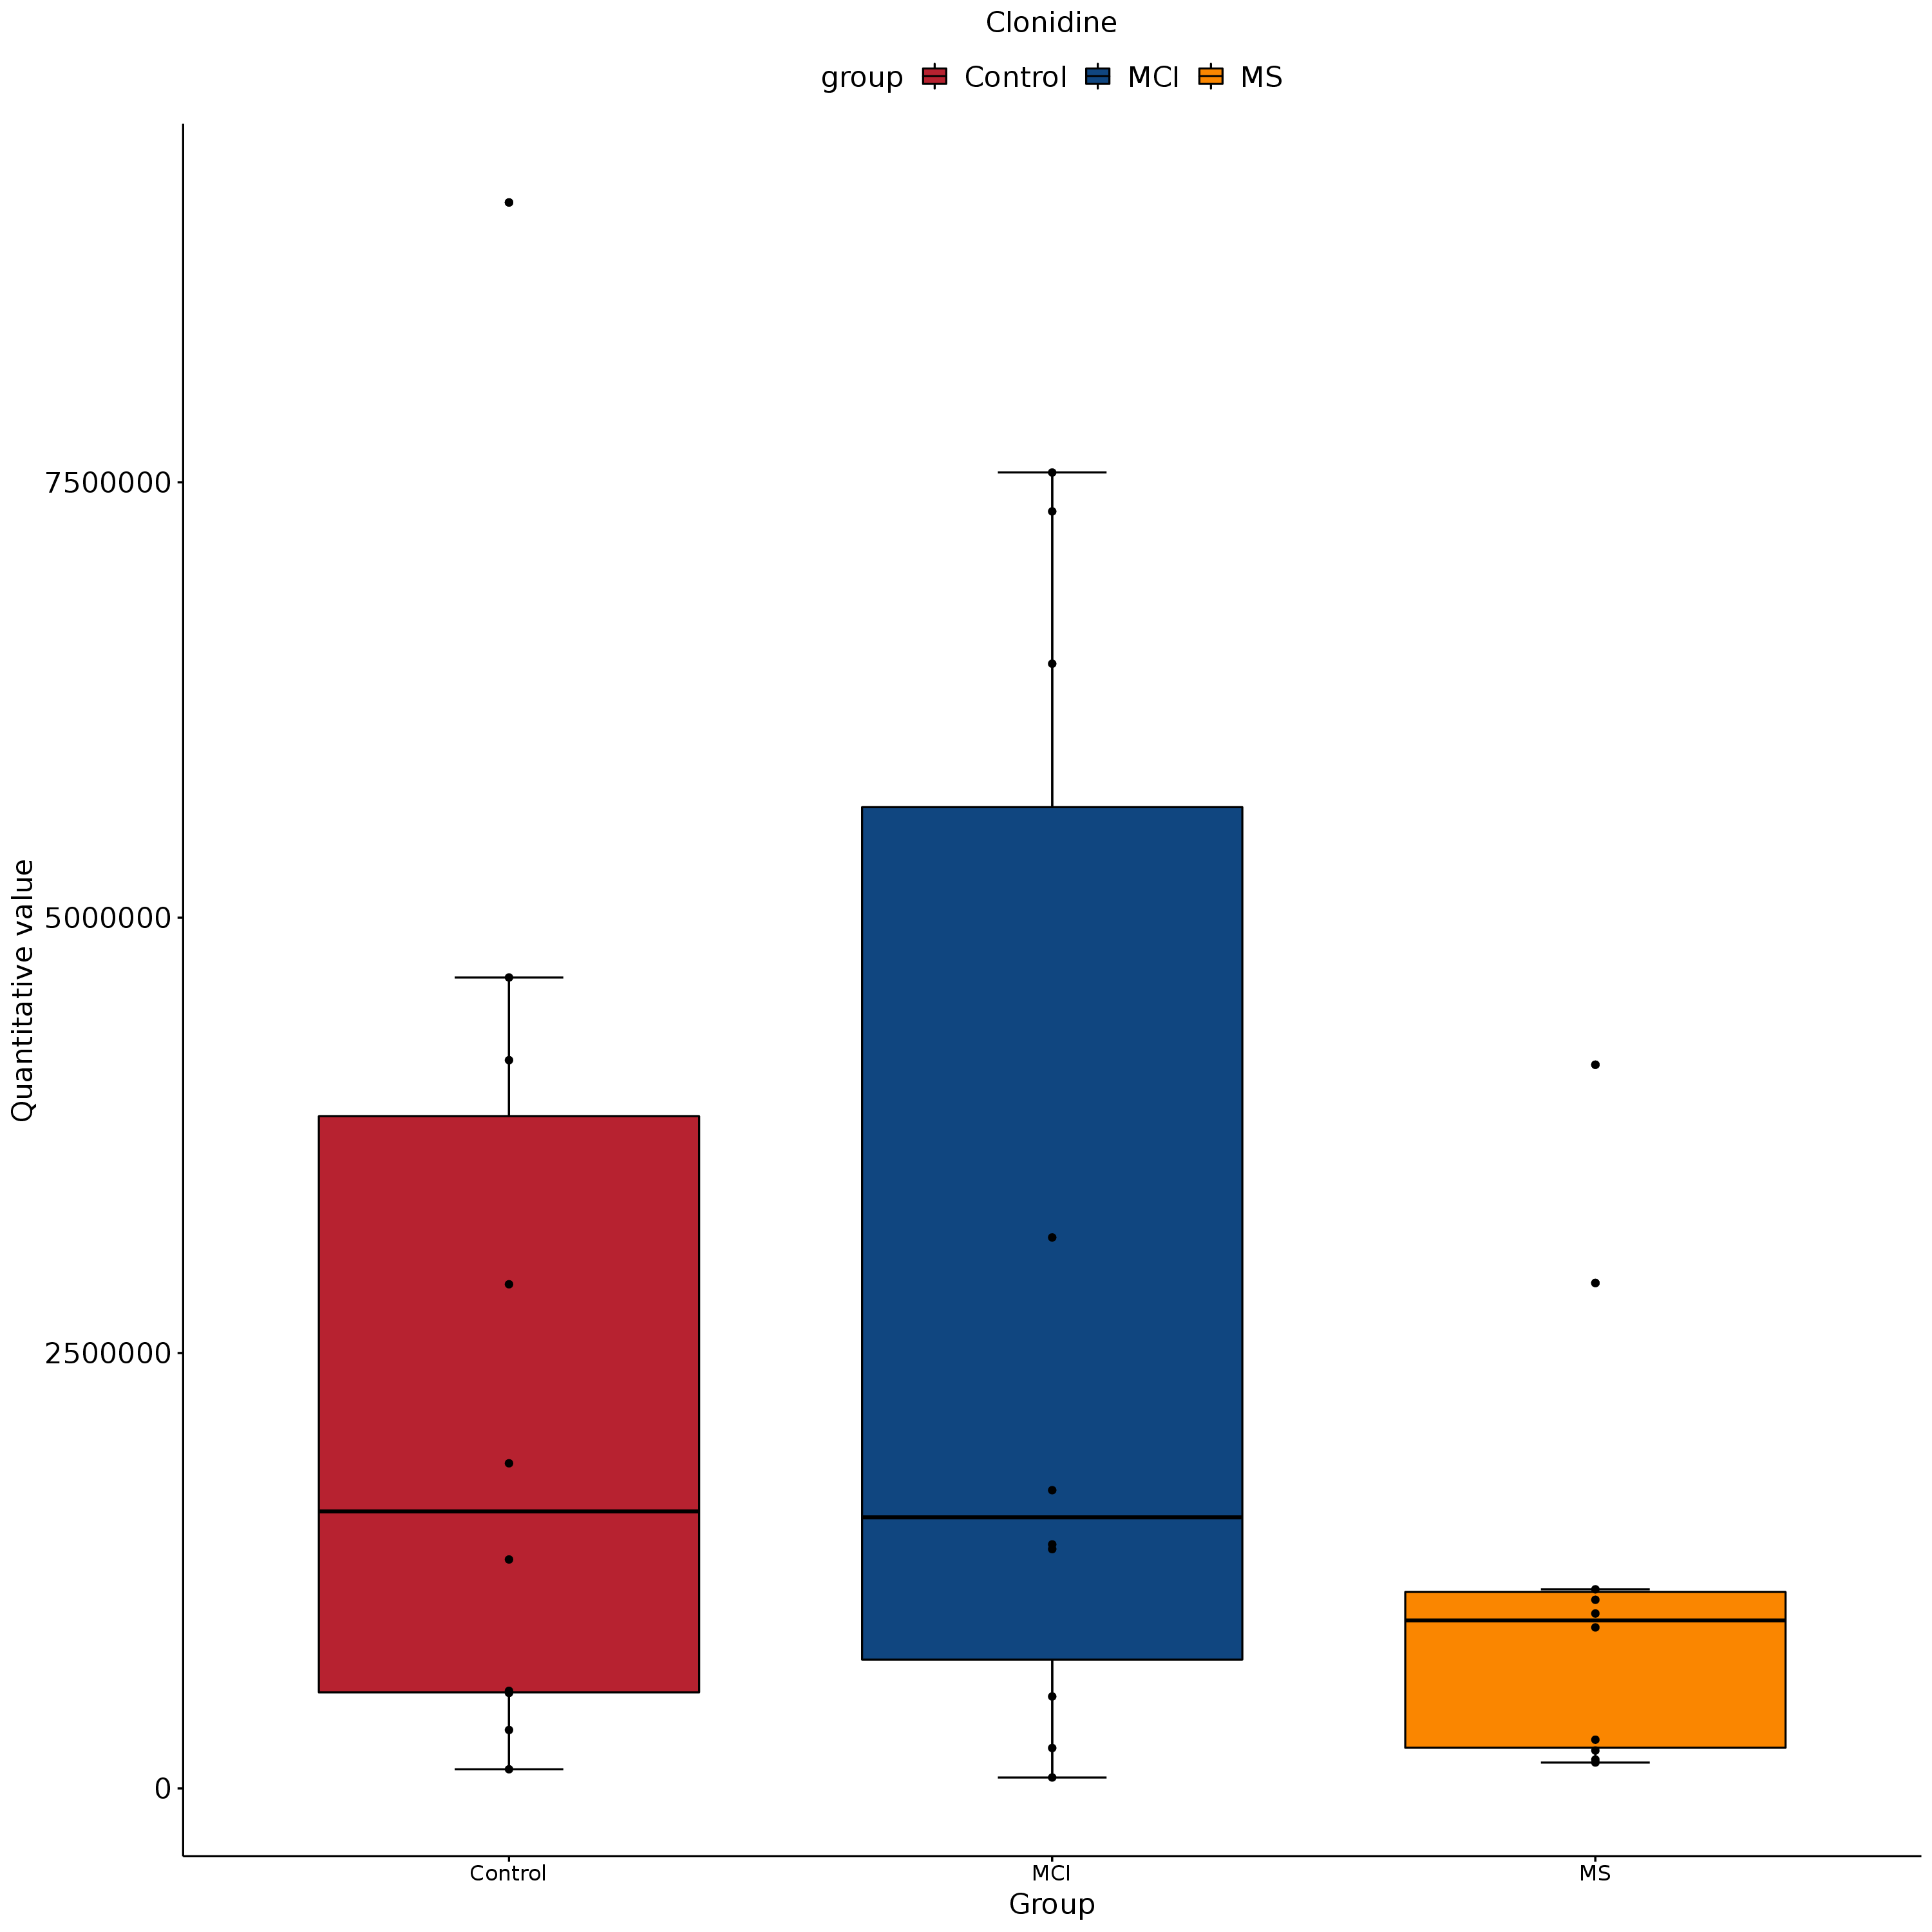 Clonidine
group Control MCI MS
Quantitative value
7500000
5000000
2500000
0
Control MCI MS
Group